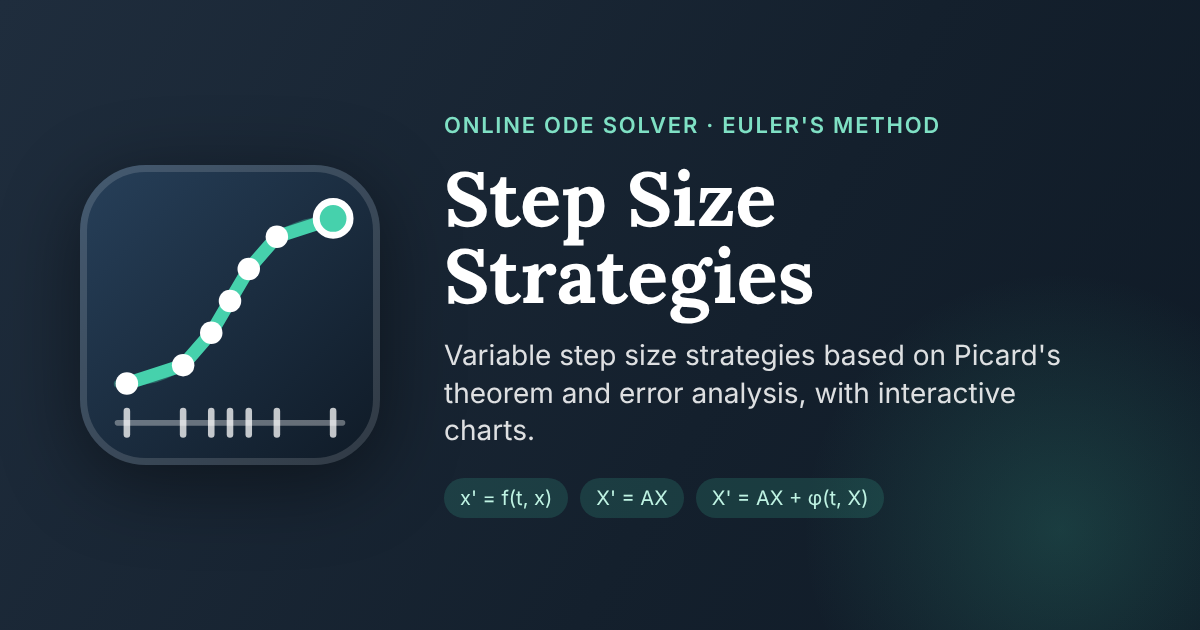 ONLINE ODE SOLVER · EULER'S METHOD
Step Size
Strategies
Variable step size strategies based on Picard's
theorem and error analysis, with interactive
charts.
x' = f(t, x)
X' = AX
X' = AX + φ(t, X)